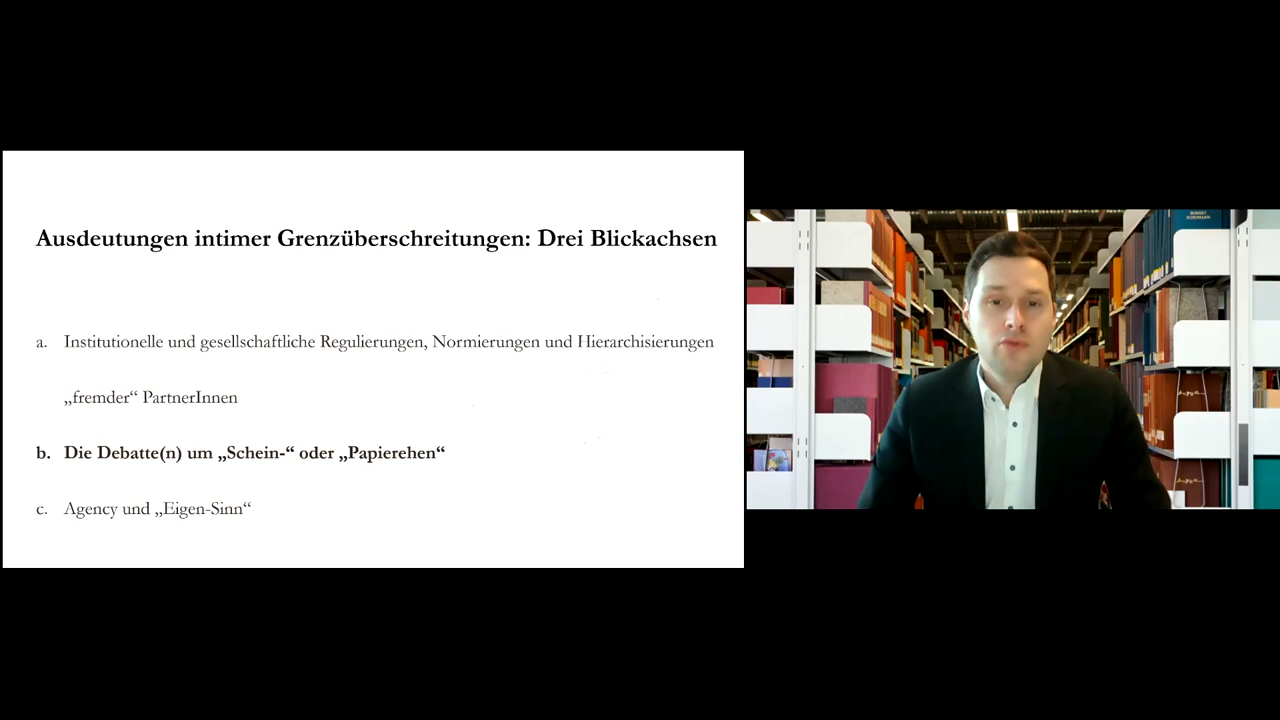 Ausdeutungen intimer Grenzüberschreitungen: Drei Blickachsen
a. Institutionelle und gesellschaftliche Regulierungen, Normierungen und Hierarchisierungen
„fremder“ PartnerInnen
b. Die Debatte(n) um „Schein-“ oder „Papierehen“
c. Agency und „Eigen-Sinn“